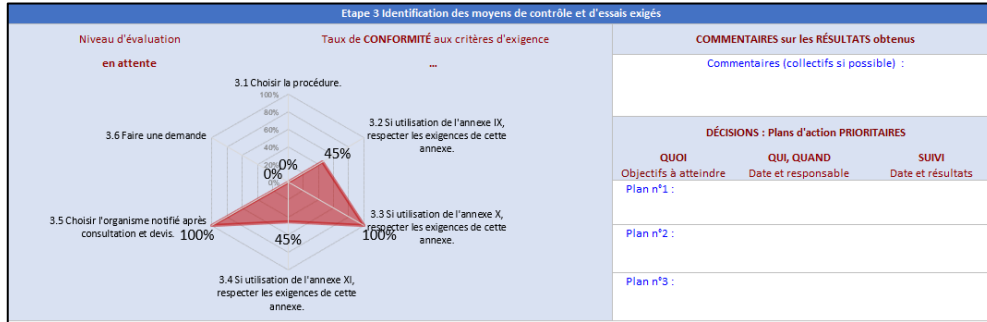 Etape 3 Identification des moyens de contrôle et d'essais exigés
Niveau d'évaluation
Taux de CONFORMITÉ aux critères d'exigence
en attente
...
3.1 Choisir la procédure.
100%
80%
60%
40%
20%
0%
3.2 Si utilisation de l'annexe IX,
respecter les exigences de cette
annexe.
3.6 Faire une demande
0%
45%
0%
3.5 Choisir l'organisme notifié après
consultation et devis.
100%
45%
100%
3.3 Si utilisation de l'annexe X,
respecter les exigences de cette
annexe.
3.4 Si utilisation de l'annexe XI,
respecter les exigences de cette
annexe.
COMMENTAIRES sur les RÉSULTATS obtenus
Commentaires (collectifs si possible) :
DÉCISIONS : Plans d'action PRIORITAIRES
QUOI
Objectifs à atteindre
QUI, QUAND
Date et responsable
SUIVI
Date et résultats
Plan n°1 :
Plan n°2 :
Plan n°3 :